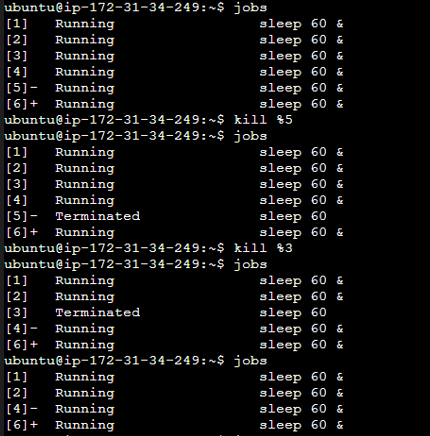 ubuntu@ip-172-31-34-249:~$ jobs
[1]   Running                 sleep 60 &
[2]   Running                 sleep 60 &
[3]   Running                 sleep 60 &
[4]   Running                 sleep 60 &
[5]-  Running                 sleep 60 &
[6]+  Running                 sleep 60 &
ubuntu@ip-172-31-34-249:~$ kill %5
ubuntu@ip-172-31-34-249:~$ jobs
[1]   Running                 sleep 60 &
[2]   Running                 sleep 60 &
[3]   Running                 sleep 60 &
[4]   Running                 sleep 60 &
[5]-  Terminated              sleep 60
[6]+  Running                 sleep 60 &
ubuntu@ip-172-31-34-249:~$ kill %3
ubuntu@ip-172-31-34-249:~$ jobs
[1]   Running                 sleep 60 &
[2]   Running                 sleep 60 &
[3]   Terminated              sleep 60
[4]-  Running                 sleep 60 &
[6]+  Running                 sleep 60 &
ubuntu@ip-172-31-34-249:~$ jobs
[1]   Running                 sleep 60 &
[2]   Running                 sleep 60 &
[4]-  Running                 sleep 60 &
[6]+  Running                 sleep 60 &